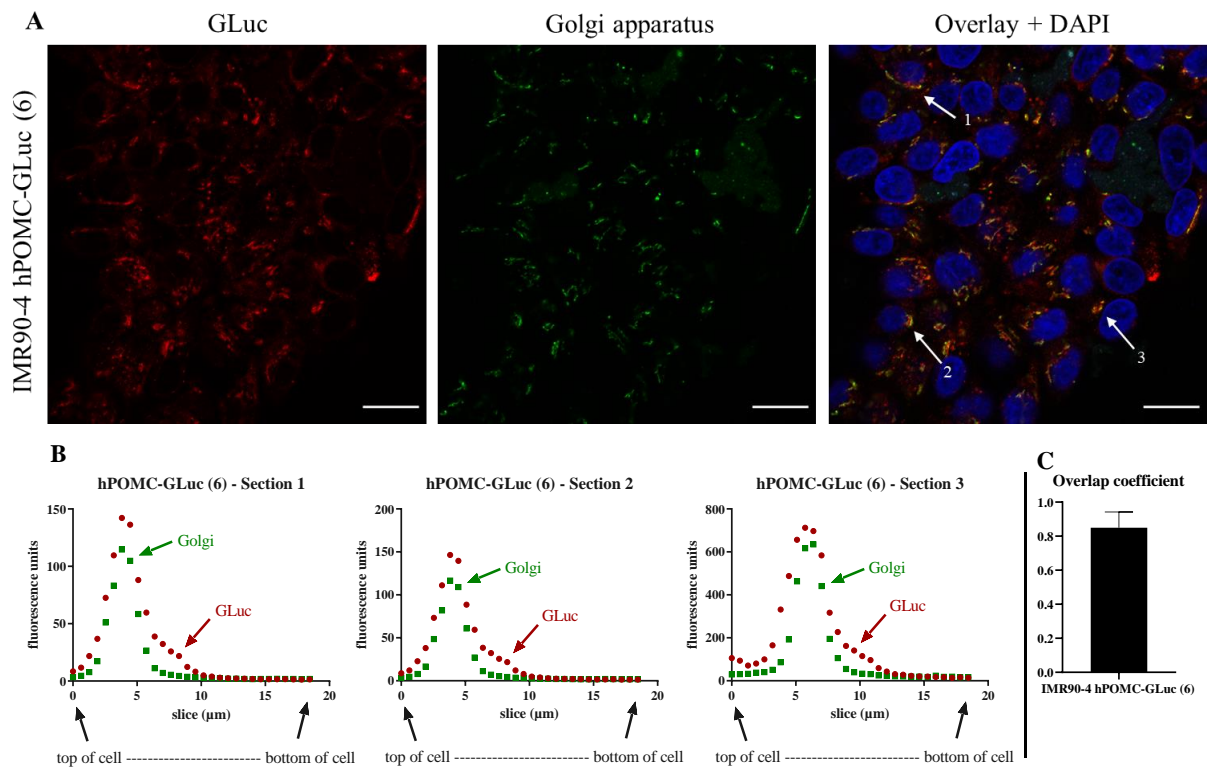 A
GLuc
Golgi apparatus
Overlay + DAPI
IMR90-4 hPOMC-GLuc (6)
1
2
3
B
hPOMC-GLuc (6) - Section 1
fluorescence units
150
100
50
0
0 5 10 15 20
slice (µm)
Golgi
GLuc
top of cell -------------------------- bottom of cell
hPOMC-GLuc (6) - Section 2
fluorescence units
200
150
100
50
0
0 5 10 15 20
slice (µm)
Golgi
GLuc
top of cell -------------------------- bottom of cell
hPOMC-GLuc (6) - Section 3
fluorescence units
800
600
400
200
0
0 5 10 15 20
slice (µm)
Golgi
GLuc
top of cell -------------------------- bottom of cell
C
Overlap coefficient
1.0
0.8
0.6
0.4
0.2
0.0
IMR90-4 hPOMC-GLuc (6)